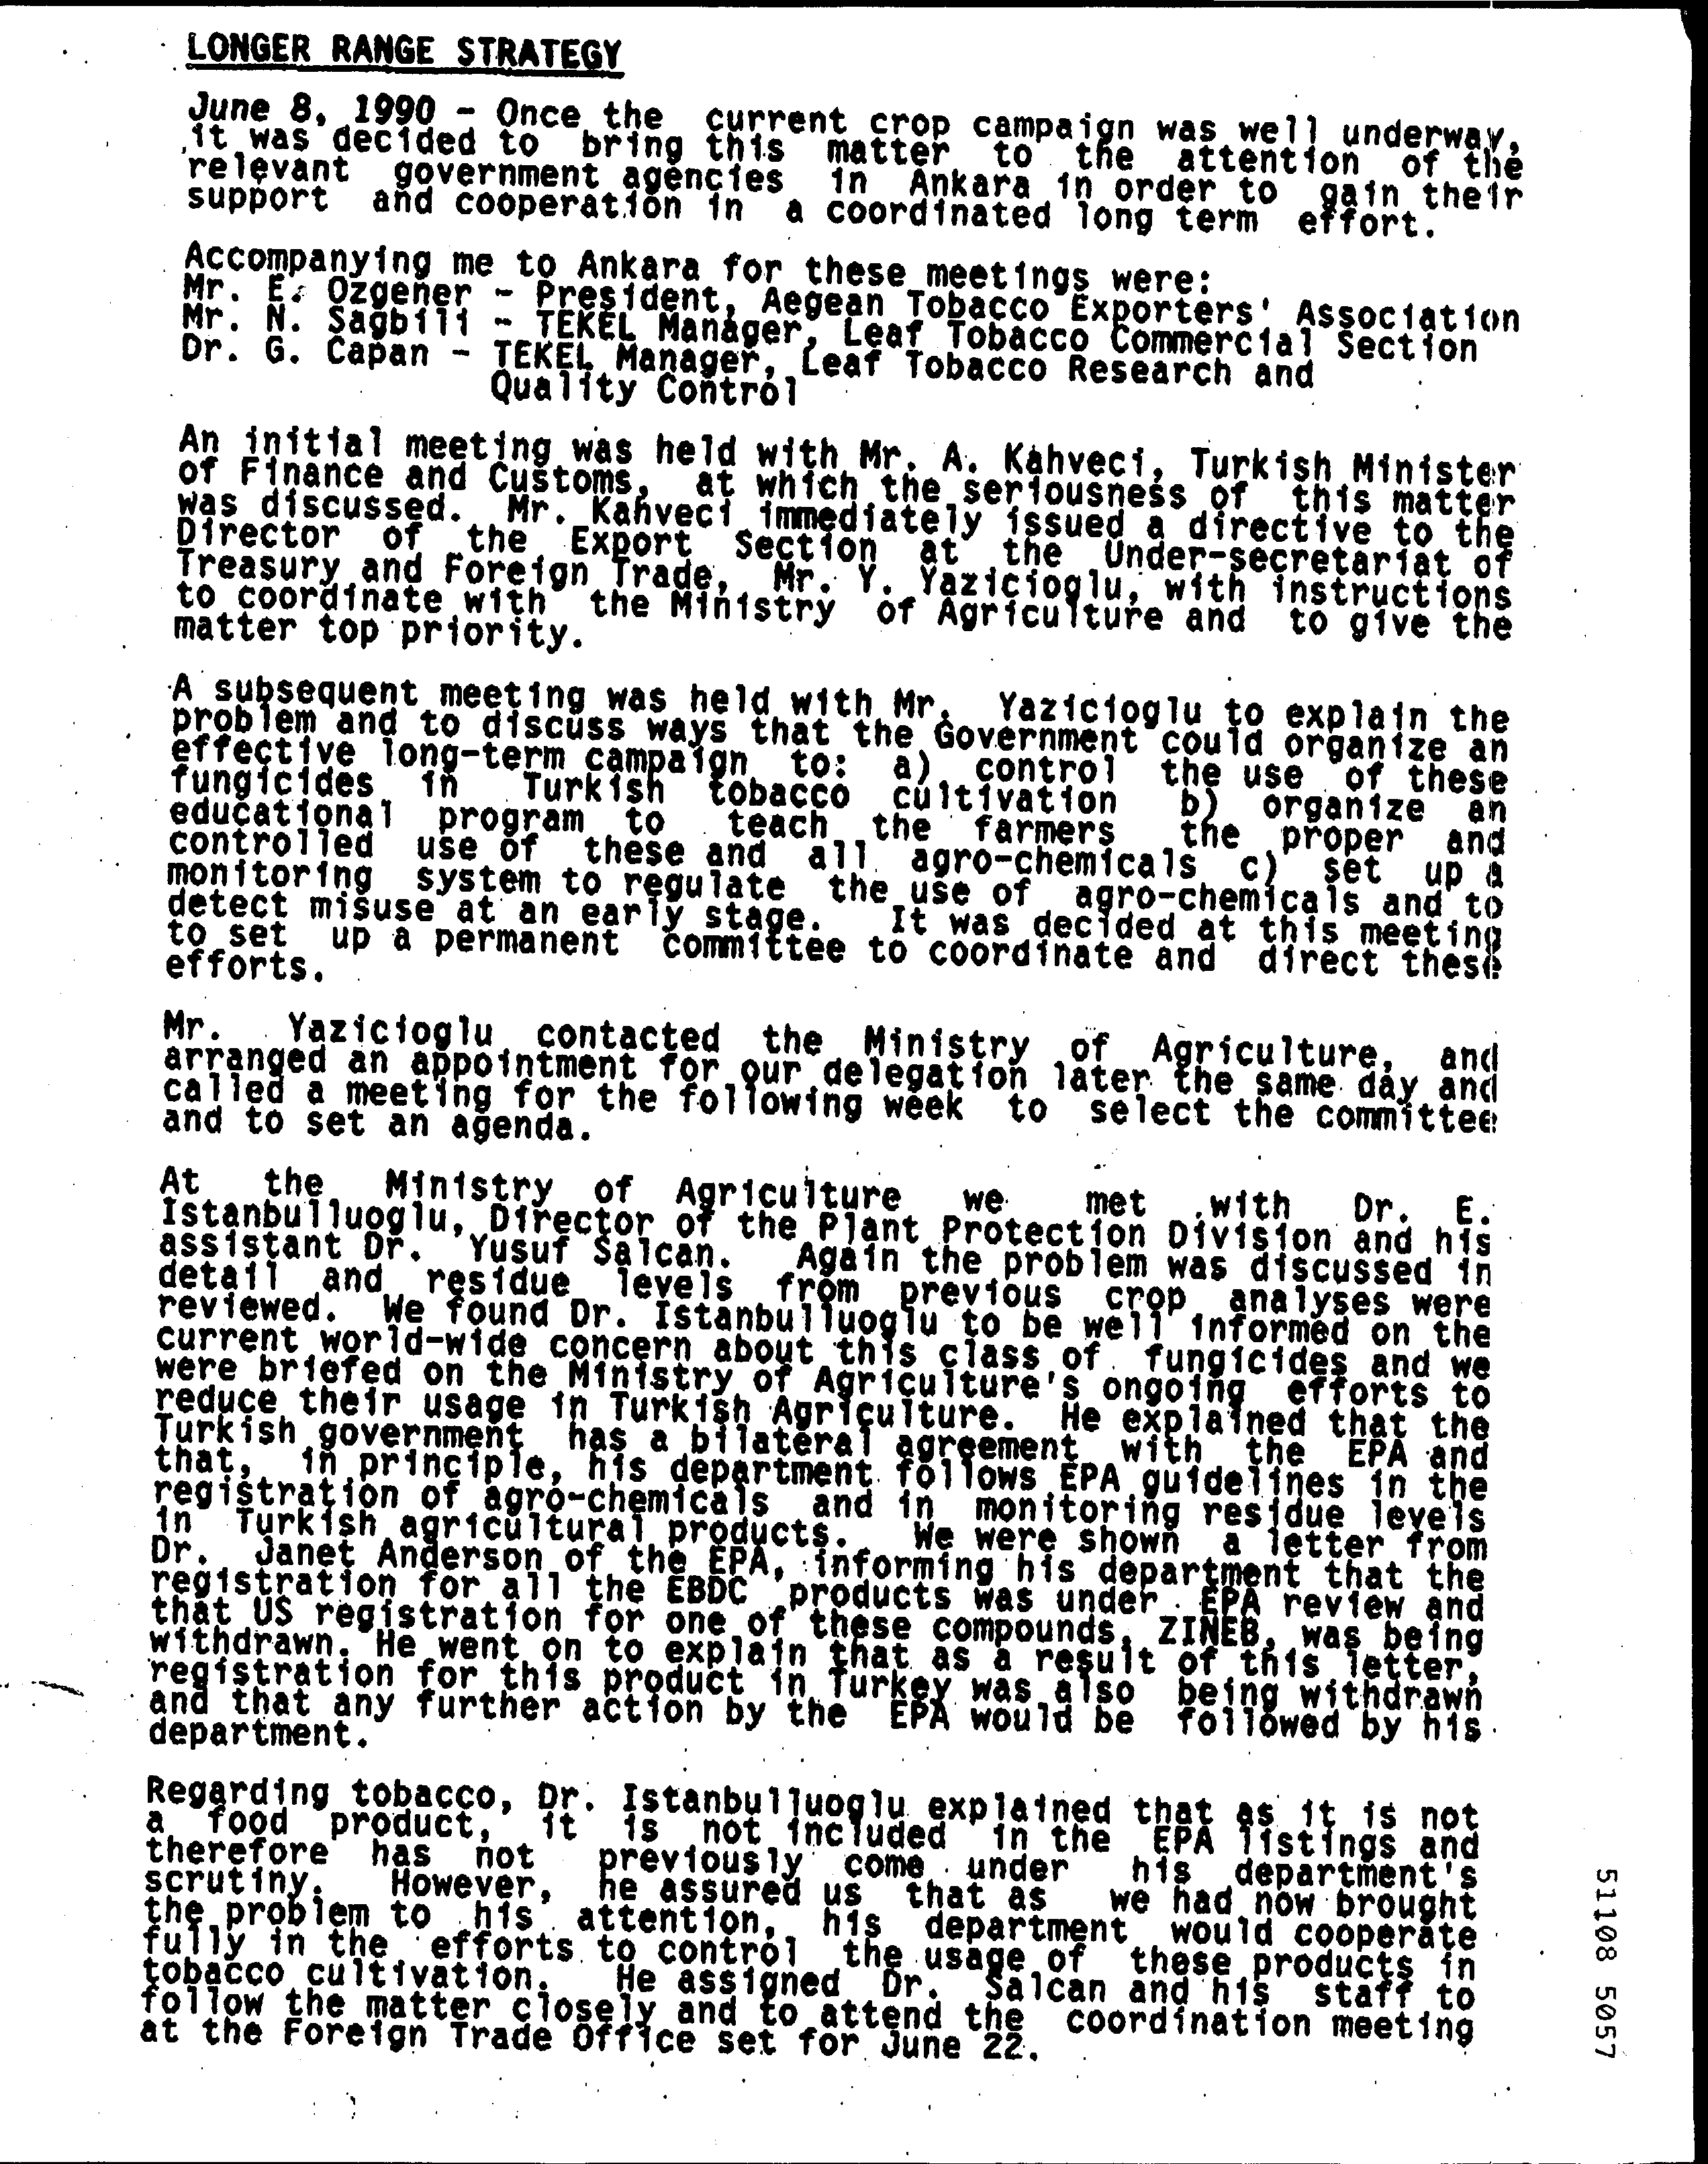 LONGER RANGE STRATEGY
June 8, 1990 - Once the current crop campaign was well underway,
it was decided to bring this matter to the attention of the
relevant government agencies in Ankara in order to gain their
support and cooperation in a coordinated long term effort.
Accompanying me to Ankara for these meetings were:
Mr. E. Ozgener - President, Aegean Tobacco Exporters' Association
Mr. N. Sagbili - TEKEL Manager, Leaf Tobacco Commercial Section
Dr. G. Capan - TEKEL Manager, Leaf Tobacco Research and
Quality Control
An initial meeting was held with Mr. A. Kahveci, Turkish Minister
of Finance and Customs, at which the seriousness of this matter
was discussed. Mr. Kahveci immediately issued a directive to the
Director of the Export Section at the Under-secretariat of
Treasury and Foreign Trade, Mr. Y. Yazicioglu, with instructions
to coordinate with the Ministry of Agriculture and to give the
matter top priority.
A subsequent meeting was held with Mr. Yazicioglu to explain the
problem and to discuss ways that the Government could organize an
effective long-term campaign to: a) control the use of these
fungicides in Turkish tobacco cultivation b) organize an
educational program to teach the farmers the proper and
controlled use of these and all agro-chemicals c) set up a
monitoring system to regulate the use of agro-chemicals and to
detect misuse at an early stage. It was decided at this meeting
to set up a permanent committee to coordinate and direct these
efforts.
Mr. Yazicioglu contacted the Ministry of Agriculture, and
arranged an appointment for our delegation later the same day and
called a meeting for the following week to select the committee
and to set an agenda.
At the Ministry of Agriculture we met with Dr. E.
Istanbulluoglu, Director of the Plant Protection Division and his
assistant Dr. Yusuf Salcan. Again the problem was discussed in
detail and residue levels from previous crop analyses were
reviewed. We found Dr. Istanbulluoglu to be well informed on the
current world-wide concern about this class of fungicides and we
were briefed on the Ministry of Agriculture's ongoing efforts to
reduce their usage in Turkish Agriculture. He explained that the
Turkish government has a bilateral agreement with the EPA and
that, in principle, his department follows EPA guidelines in the
registration of agro-chemicals and in monitoring residue levels
in Turkish agricultural products. We were shown a letter from
Dr. Janet Anderson of the EPA, informing his department that the
registration for all the EBDC products was under EPA review and
that US registration for one of these compounds, ZINEB, was being
withdrawn. He went on to explain that as a result of this letter,
registration for this product in Turkey was also being withdrawn
and that any further action by the EPA would be followed by his
department.
Regarding tobacco, Dr. Istanbulluoglu explained that as it is not
a food product, it is not included in the EPA listings and
therefore has not previously come under his department's
scrutiny. However, he assured us that as we had now brought
the problem to his attention, his department would cooperate
fully in the efforts to control the usage of these products in
tobacco cultivation. He assigned Dr. Salcan and his staff to
follow the matter closely and to attend the coordination meeting
at the Foreign Trade Office set for June 22.
51108 5057